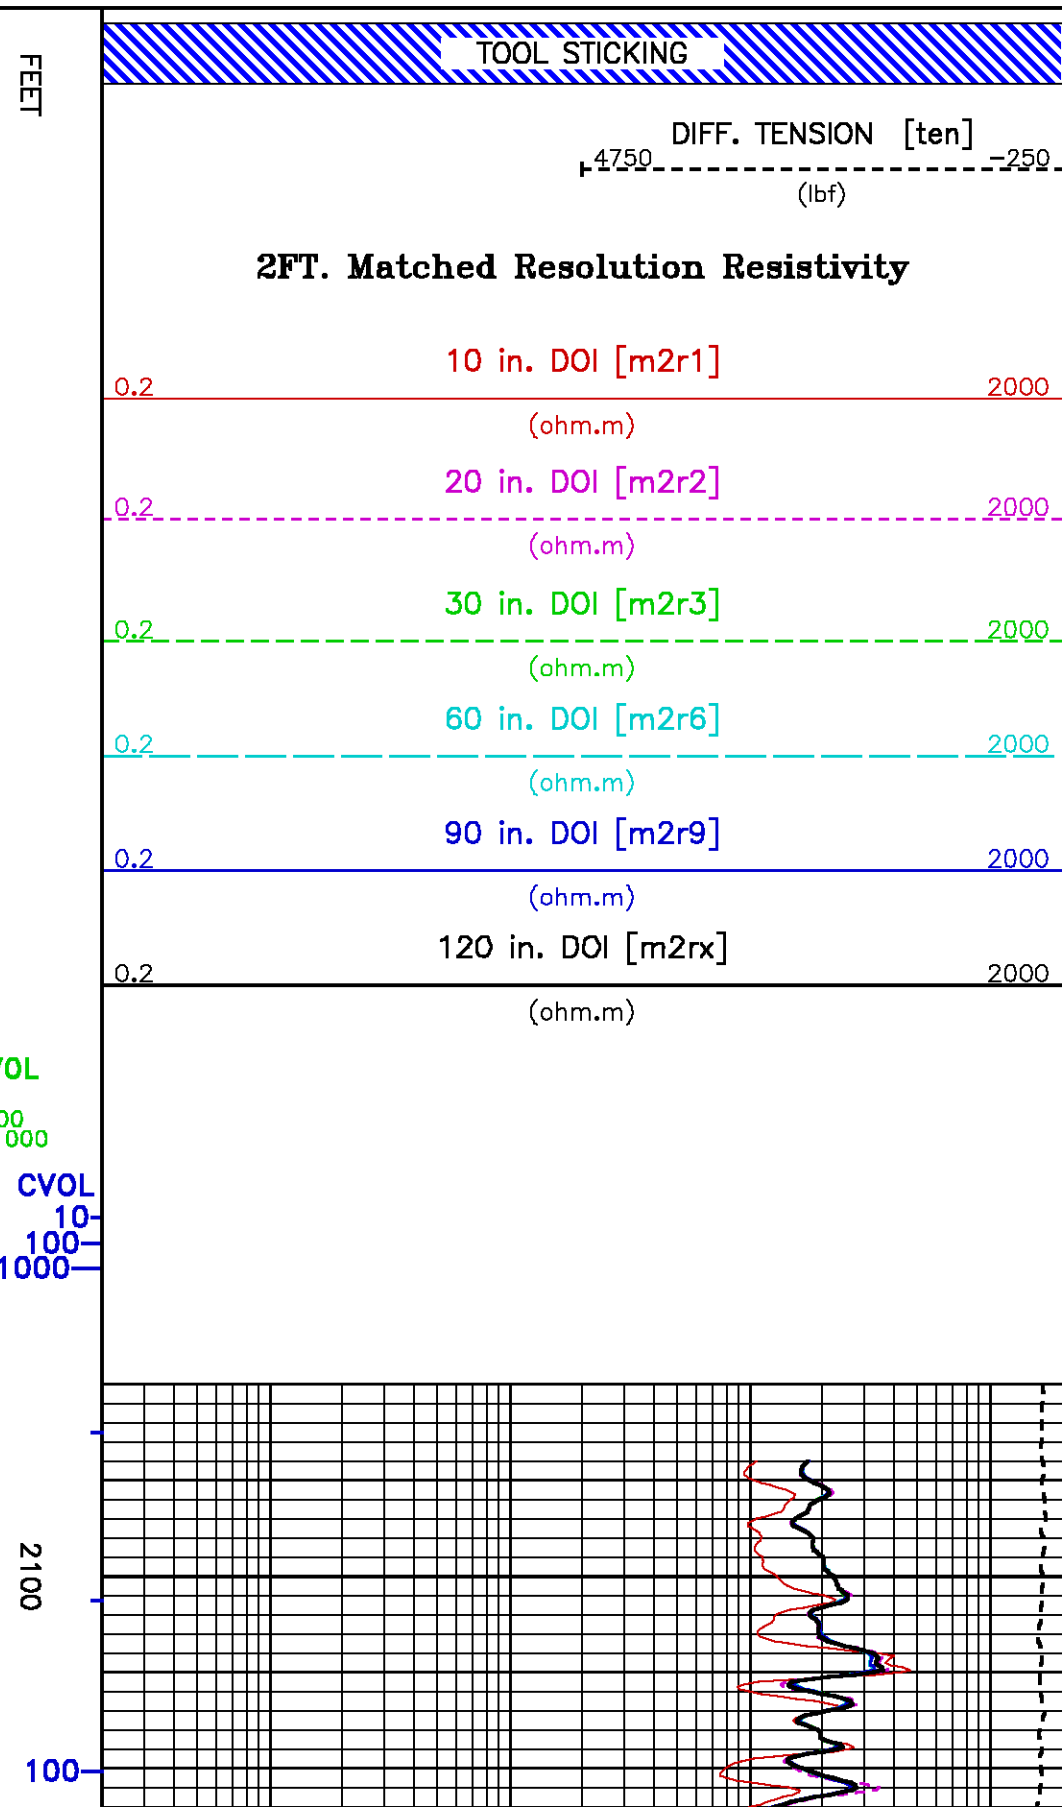 TOOL STICKING
FEET
DIFF. TENSION [ten]
4750 -250
(lbf)
2FT. Matched Resolution Resistivity
10 in. DOI [m2r1]
0.2 2000
(ohm.m)
20 in. DOI [m2r2]
0.2 2000
(ohm.m)
30 in. DOI [m2r3]
0.2 2000
(ohm.m)
60 in. DOI [m2r6]
0.2 2000
(ohm.m)
90 in. DOI [m2r9]
0.2 2000
(ohm.m)
120 in. DOI [m2rx]
0.2 2000
(ohm.m)
VOL
00
000
CVOL
10
100
1000
2100
100